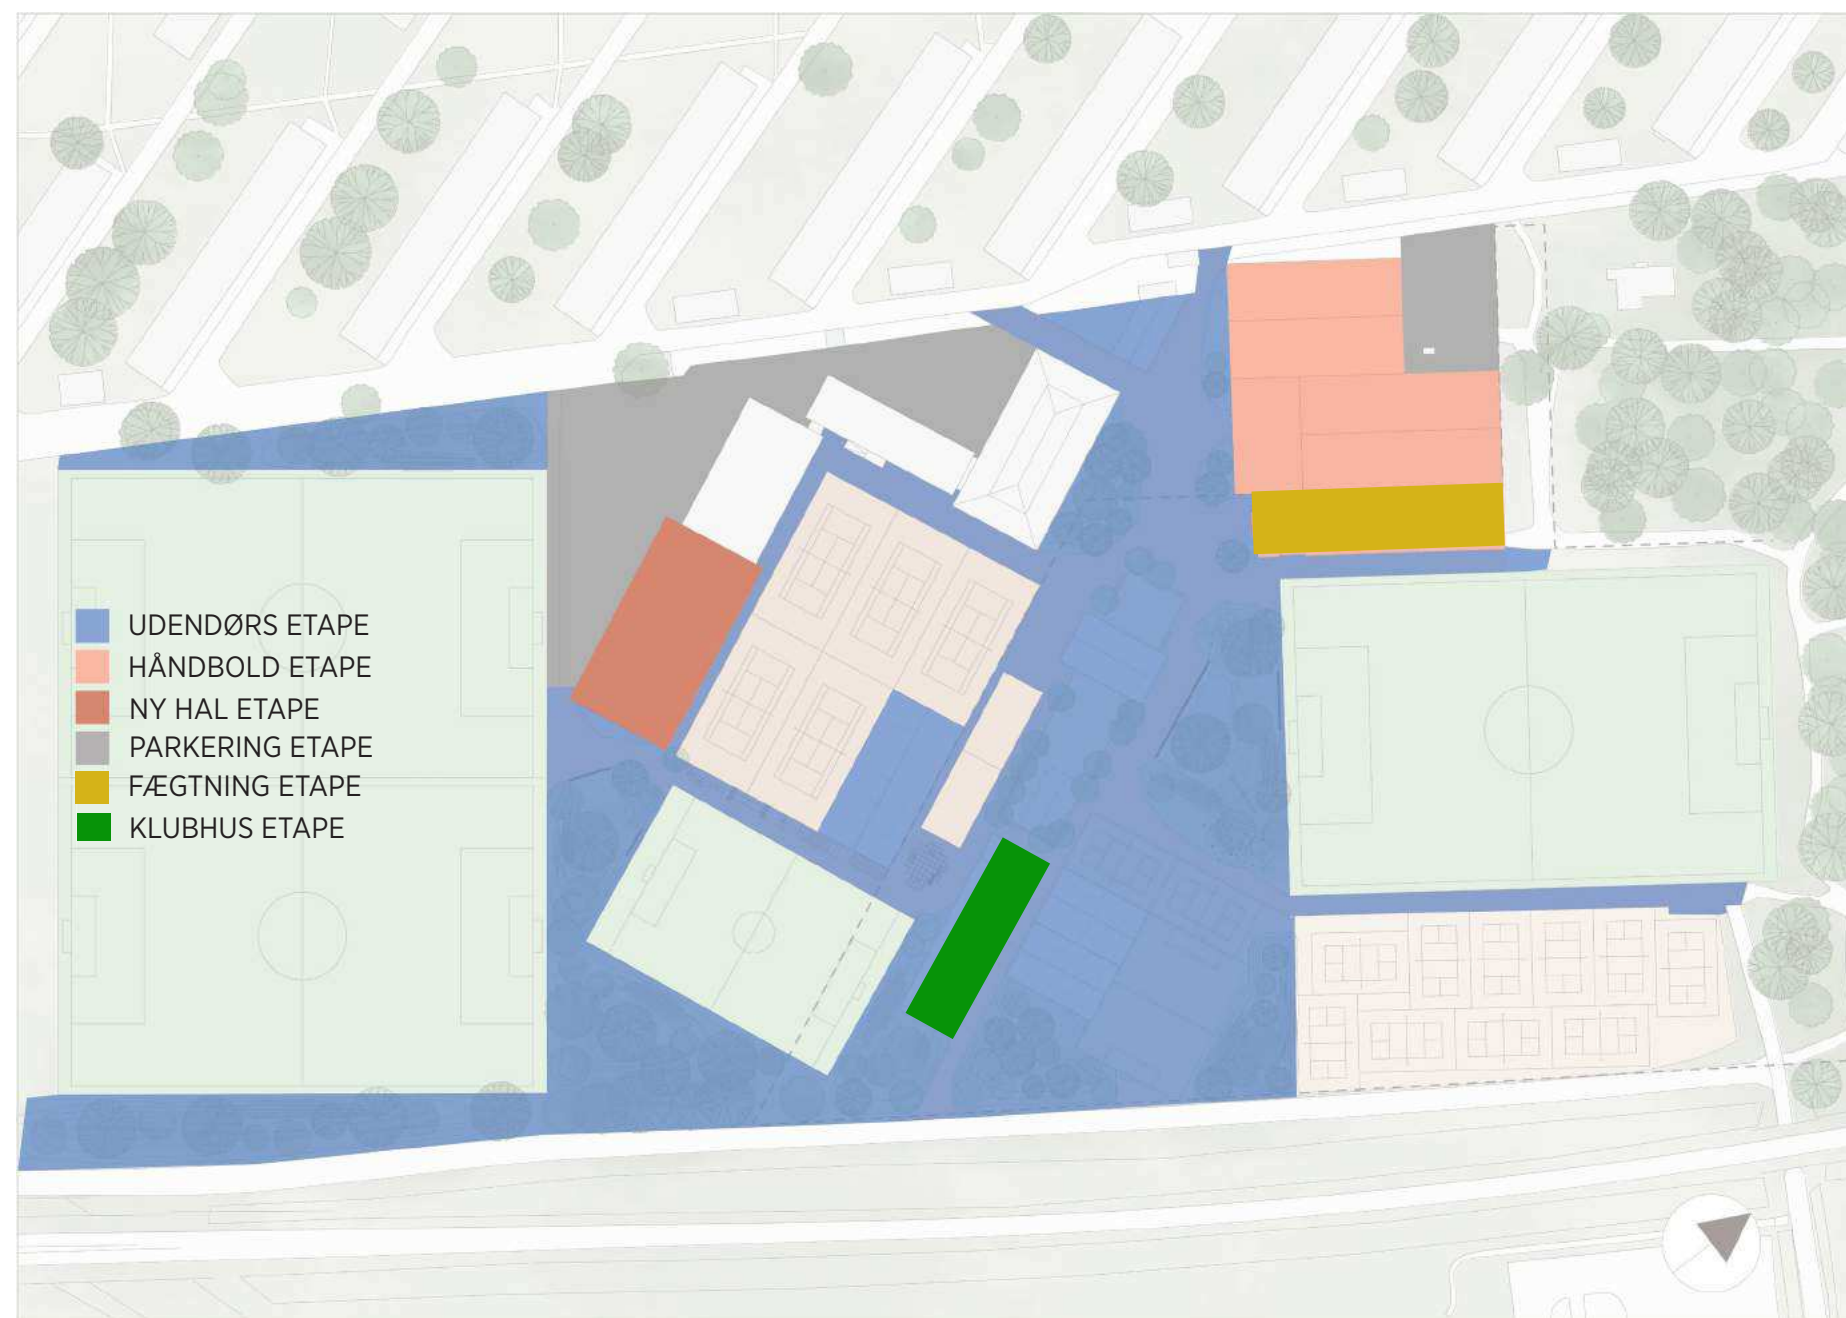 UDENDØRS ETAPE
HÅNDBOLD ETAPE
NY HAL ETAPE
PARKERING ETAPE
FÆGTNING ETAPE
KLUBHUS ETAPE